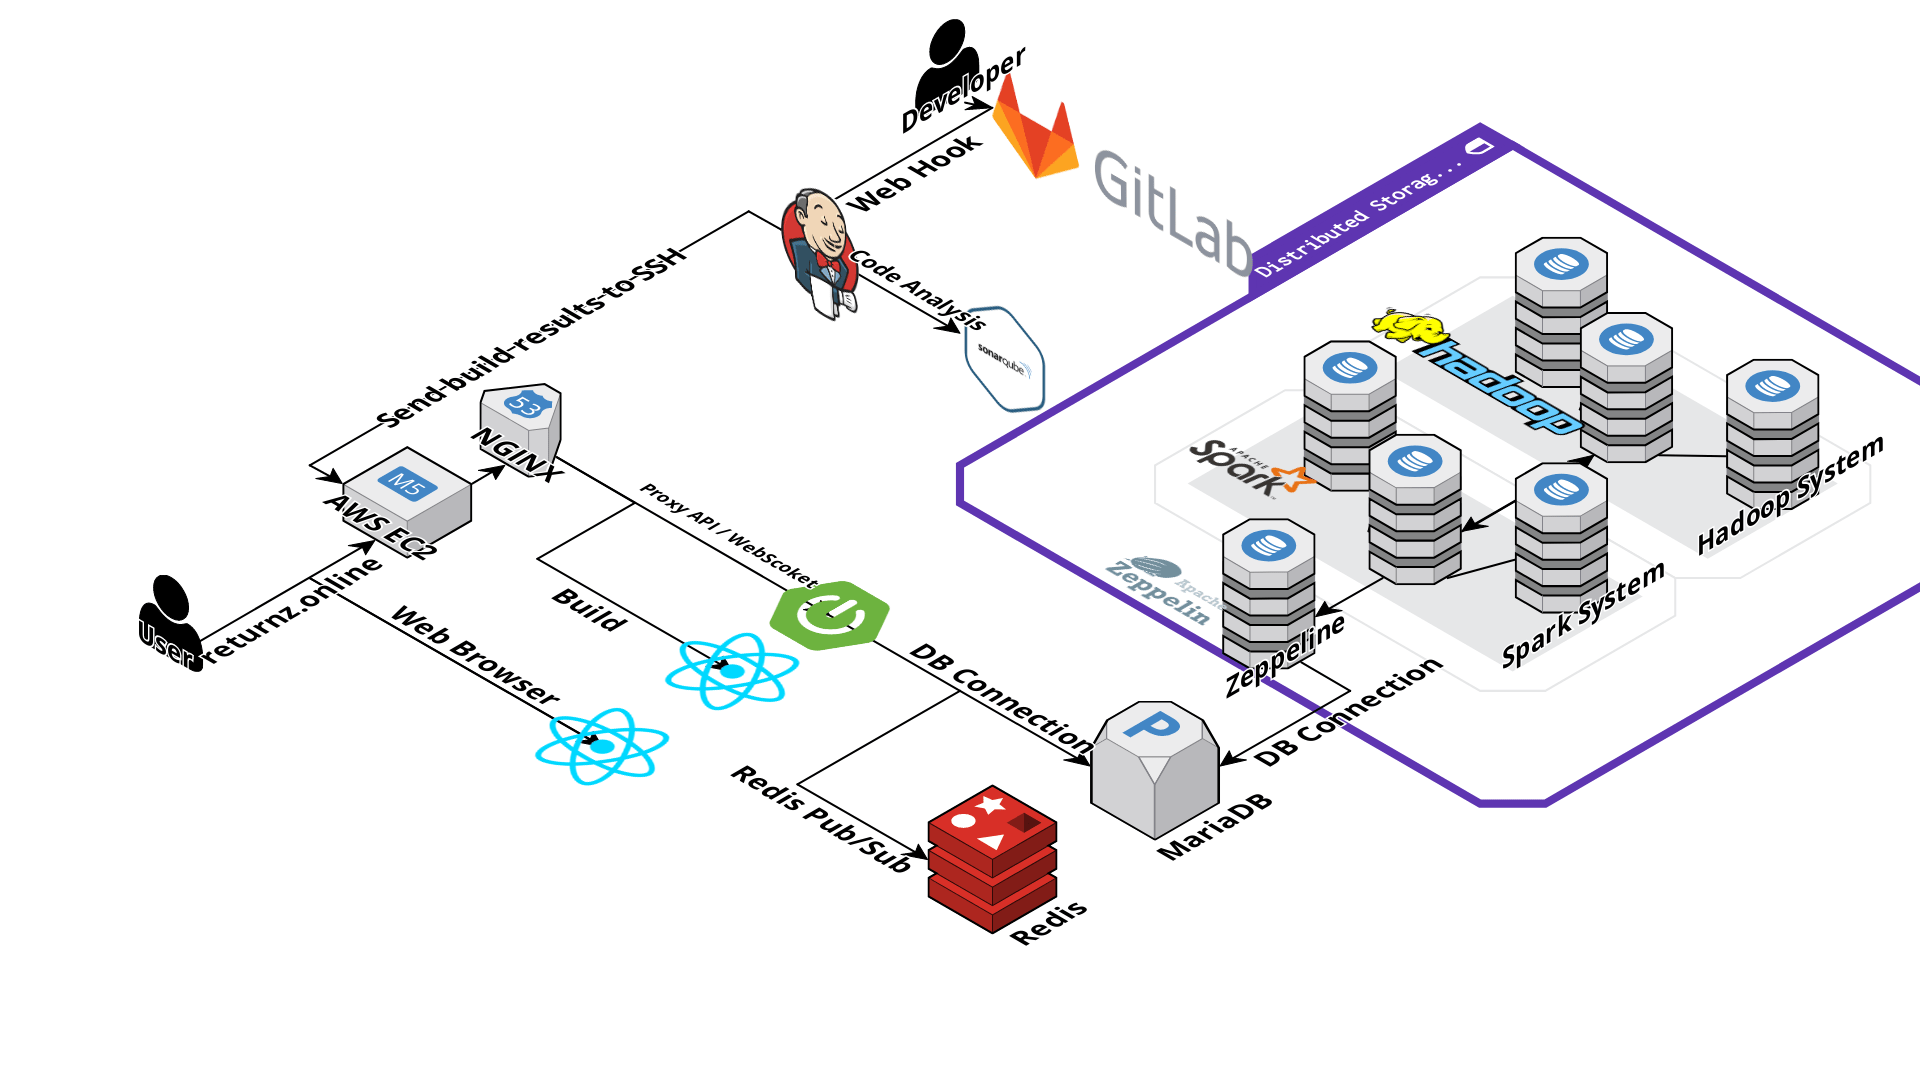 Developer
Web Hook
GitLab
Distributed Storag...
Code Analysis
sonarqube
Send-build-results-to-SSH
hadoop
53
NGINX
M5
AWS EC2
APACHE
Spark
Hadoop System
Proxy API / WebScoket
Apache
Zeppelin
Spark System
User
returnz.online
Web Browser
Build
Zeppeline
DB Connection
DB Connection
P
MariaDB
Redis Pub/Sub
Redis